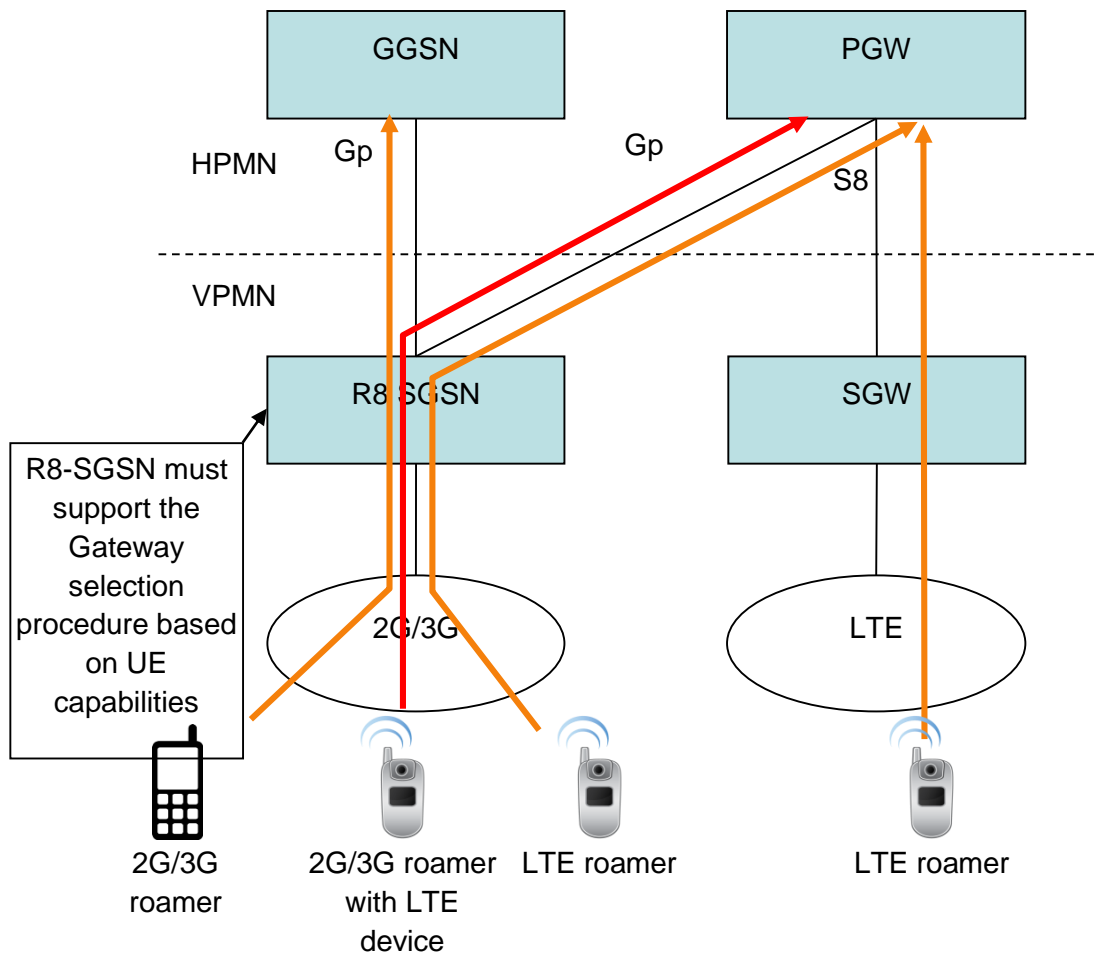 GGSN
PGW
Gp
Gp
HPMN
S8
VPMN
R8-SGSN
SGW
R8-SGSN must
support the
Gateway
selection
procedure based
on UE
capabilities
2G/3G
LTE
2G/3G
roamer
2G/3G roamer
with LTE
device
LTE roamer
LTE roamer